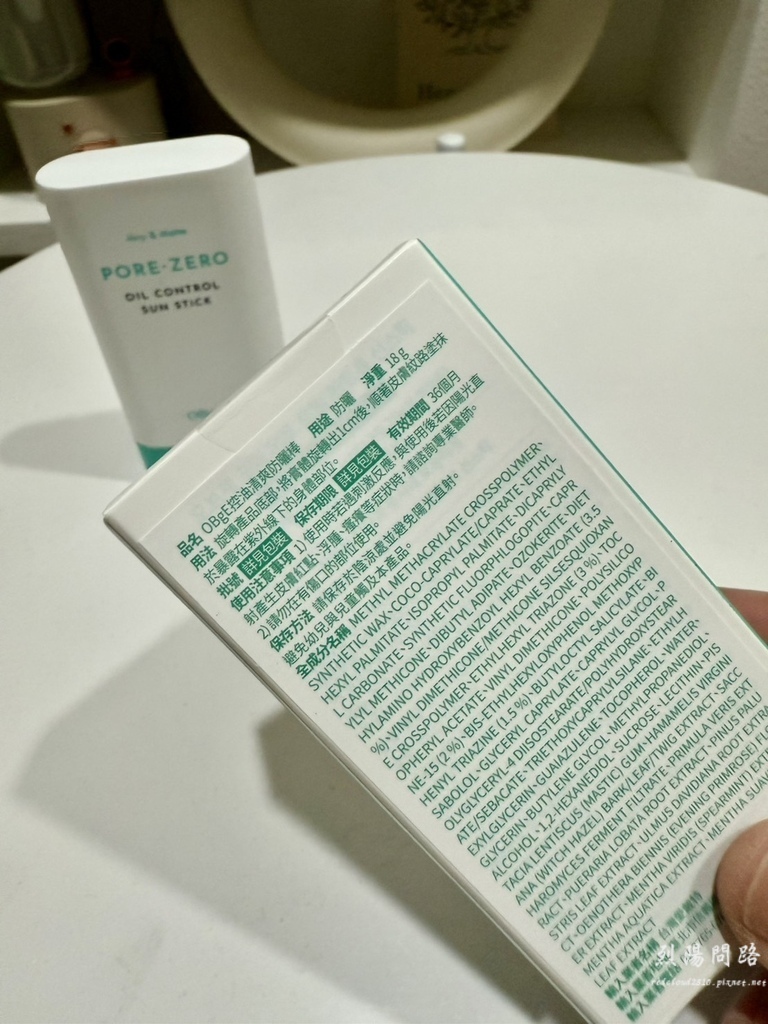 PORE·ZERO
OIL CONTROL
SUN STICK
品名 OBgE控油清爽防曬棒 用途 防曬 淨重 18g
用法 旋轉產品底部,將膏體旋轉出1cm後,順著皮膚紋路塗抹
於暴露在紫外線下的身體部位。
批號 詳見包裝 保存期限 詳見包裝 有效期間 36個月
使用注意事項 1)使用時若過刺激反應,與使用後若因陽光直
射產生皮膚紅點、浮腫、搔癢等症狀時,請諮詢專業醫師。
2)請勿在有傷口的部位使用。
保存方法 請保存於陰涼處並避免陽光直射。
避免幼兒與兒童觸及本產品。
全成分名稱 METHYL METHACRYLATE CROSSPOLYMER、
SYNTHETIC WAX、COCO-CAPRYLATE/CAPRATE、ETHYL
HEXYL PALMITATE、ISOPROPYL PALMITATE、DICAPRYLY
L CARBONATE、SYNTHETIC FLUORPHLOGOPITE、CAPR
YLYL METHICONE、DIBUTYL ADIPATE、OZOKERITE、DIET
HYLAMINO HYDROXYBENZOYL HEXYL BENZOATE (3.5
%)、VINYL DIMETHICONE/METHICONE SILSESQUIOXAN
E CROSSPOLYMER、ETHYLHEXYL TRIAZONE (3%)、TOC
OPHERYL ACETATE、VINYL DIMETHICONE、POLYSILICO
NE-15 (2%)、BIS-ETHYLHEXYLOXYPHENOL METHOXYP
HENYL TRIAZINE (1.5%)、BUTYLOCTYL SALICYLATE、BI
SABOLOL、GLYCERYL CAPRYLATE、CAPRYLYL GLYCOL、P
OLYGLYCERYL-4 DIISOSTEARATE/POLYHYDROXYSTEAR
ATE/SEBACATE、TRIETHOXYCAPRYLYLSILANE、ETHYLH
EXYLGLYCERIN、GUAIAZULENE、TOCOPHEROL、WATER、
GLYCERIN、BUTYLENE GLYCOL、METHYLPROPANEDIOL、
ALCOHOL、1,2-HEXANEDIOL、SUCROSE、LECITHIN、PIS
TACIA LENTISCUS (MASTIC) GUM、HAMAMELIS VIRGINI
ANA (WITCH HAZEL) BARK/LEAF/TWIG EXTRACT、SACC
HAROMYCES FERMENT FILTRATE、PRIMULA VERIS EXT
RACT、PUERARIA LOBATA ROOT EXTRACT、PINUS PALU
STRIS LEAF EXTRACT、ULMUS DAVIDIANA ROOT EXTRA
CT、OENOTHERA BIENNIS (EVENING PRIMROSE) 
ER EXTRACT、MENTHA VIRIDIS (SPEARMINT) EXT
MENTHA AQUATICA EXTRACT、MENTHA SUA
LEAF EXTRACT
烈陽問路
redcloud2810.pixnet.net